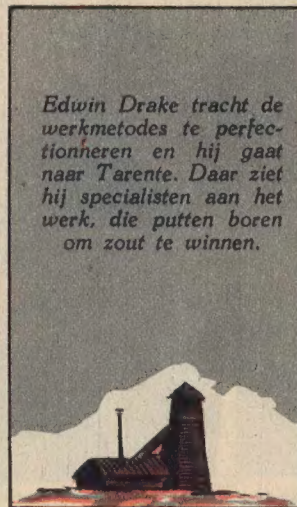 Edwin Drake tracht de
werkmetodes te perfec-
tionneren en hij gaat
naar Tarente. Daar ziet
hij specialisten aan het
werk, die putten boren
om zout te winnen.